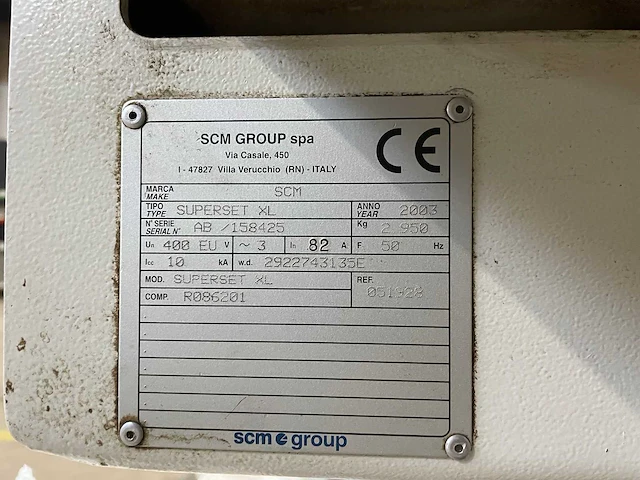 SCM GROUP spa
Via Casale, 450
I - 47827 Villa Verucchio (RN) - ITALY
CE
MARCA
MAKE
SCM
TIPO
TYPE
SUPERSET XL
ANNO
YEAR
2003
N° SERIE
SERIAL N°
AB /158425
Kg
2 950
Un 400 EU V ~ 3 In 82 A F 50 Hz
Icc 10 kA w.d. 2922743135E
MOD. SUPERSET XL
REF.
051928
COMP. R086201
scm group